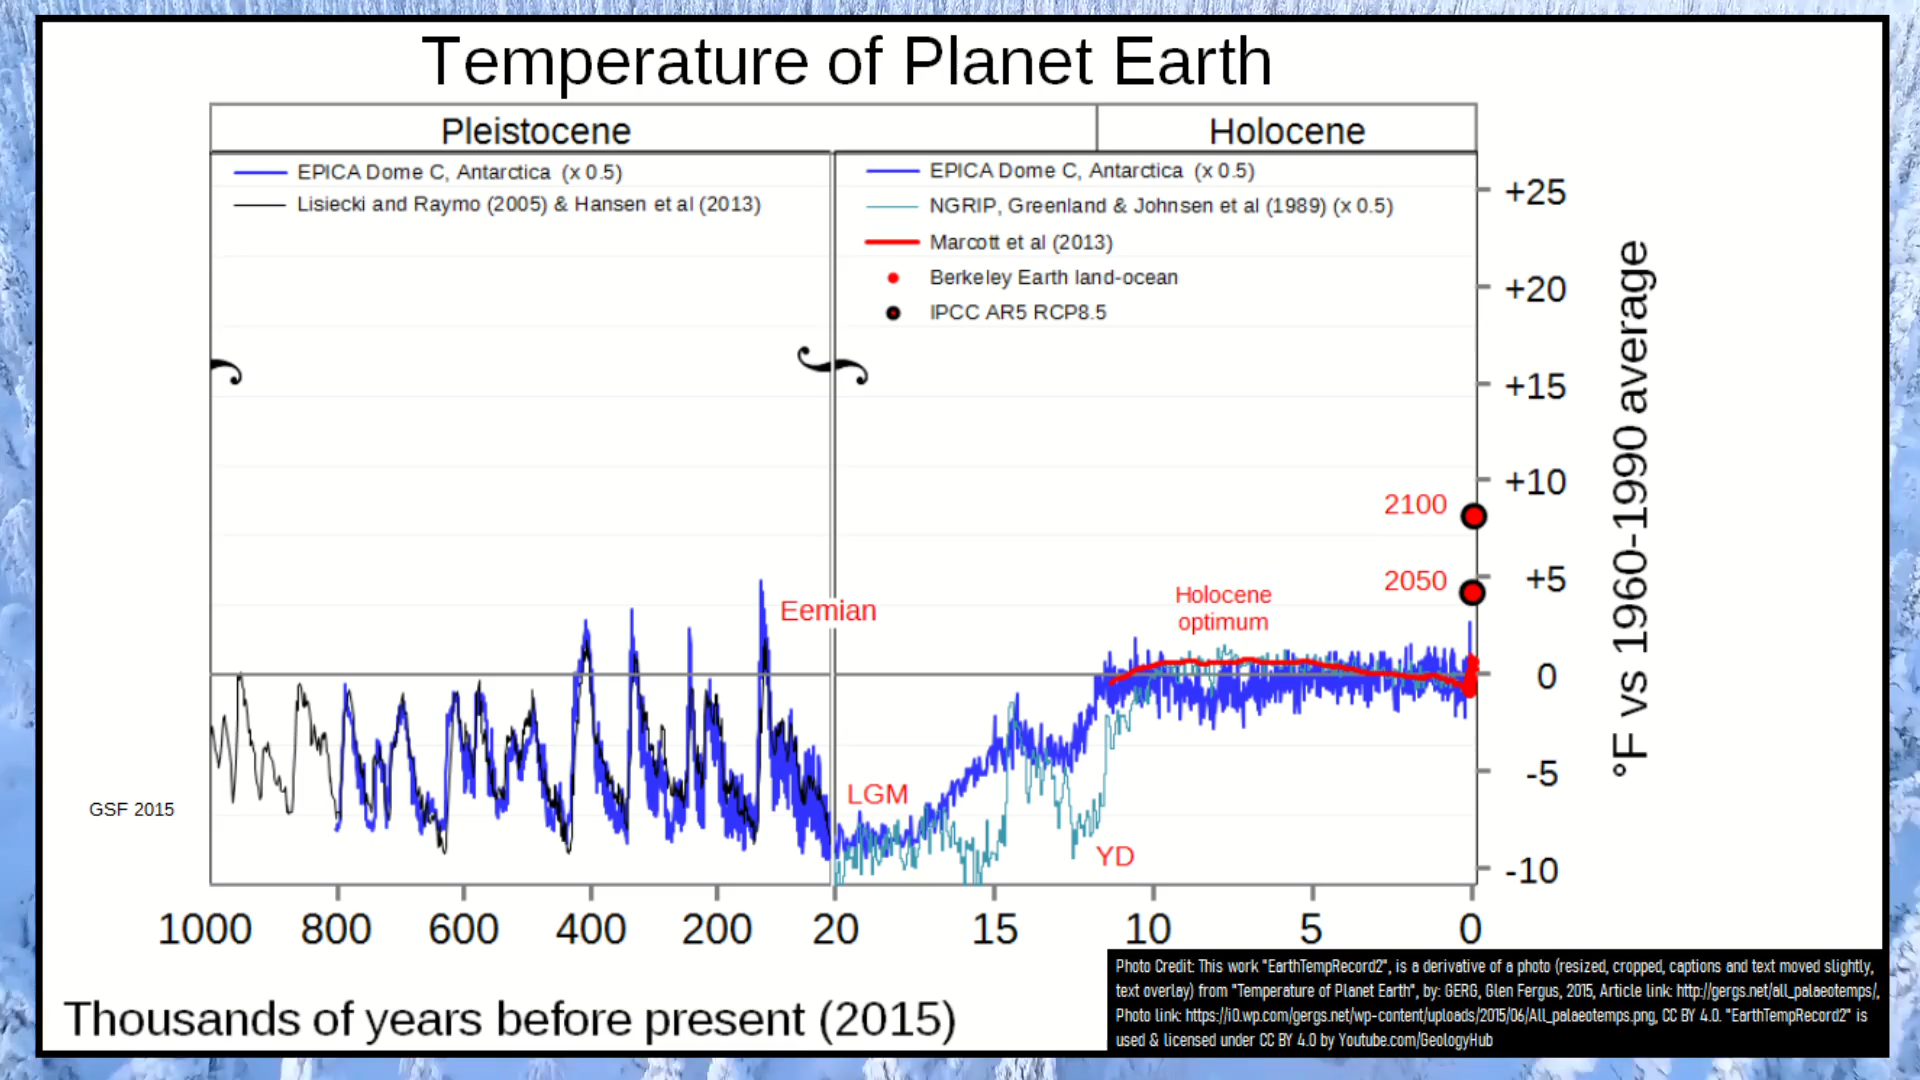 Temperature of Planet Earth
Pleistocene
Holocene
EPICA Dome C, Antarctica (x 0.5)
Lisiecki and Raymo (2005) & Hansen et al (2013)
EPICA Dome C, Antarctica (x 0.5)
NGRIP, Greenland & Johnsen et al (1989) (x 0.5)
Marcott et al (2013)
Berkeley Earth land-ocean
IPCC AR5 RCP8.5
+25
+20
+15
+10
+5
0
-5
-10
°F vs 1960-1990 average
2100
2050
Holocene
optimum
Eemian
LGM
YD
GSF 2015
1000 800 600 400 200 20 15 10 5 0
Thousands of years before present (2015)
Photo Credit: This work "EarthTempRecord2", is a derivative of a photo (resized, cropped, captions and text moved slightly,
text overlay) from "Temperature of Planet Earth", by: GERG, Glen Fergus, 2015, Article link: http://gergs.net/all_palaeotemps/,
Photo link: https://i0.wp.com/gergs.net/wp-content/uploads/2015/06/All_palaeotemps.png, CC BY 4.0. "EarthTempRecord2" is
used & licensed under CC BY 4.0 by Youtube.com/GeologyHub